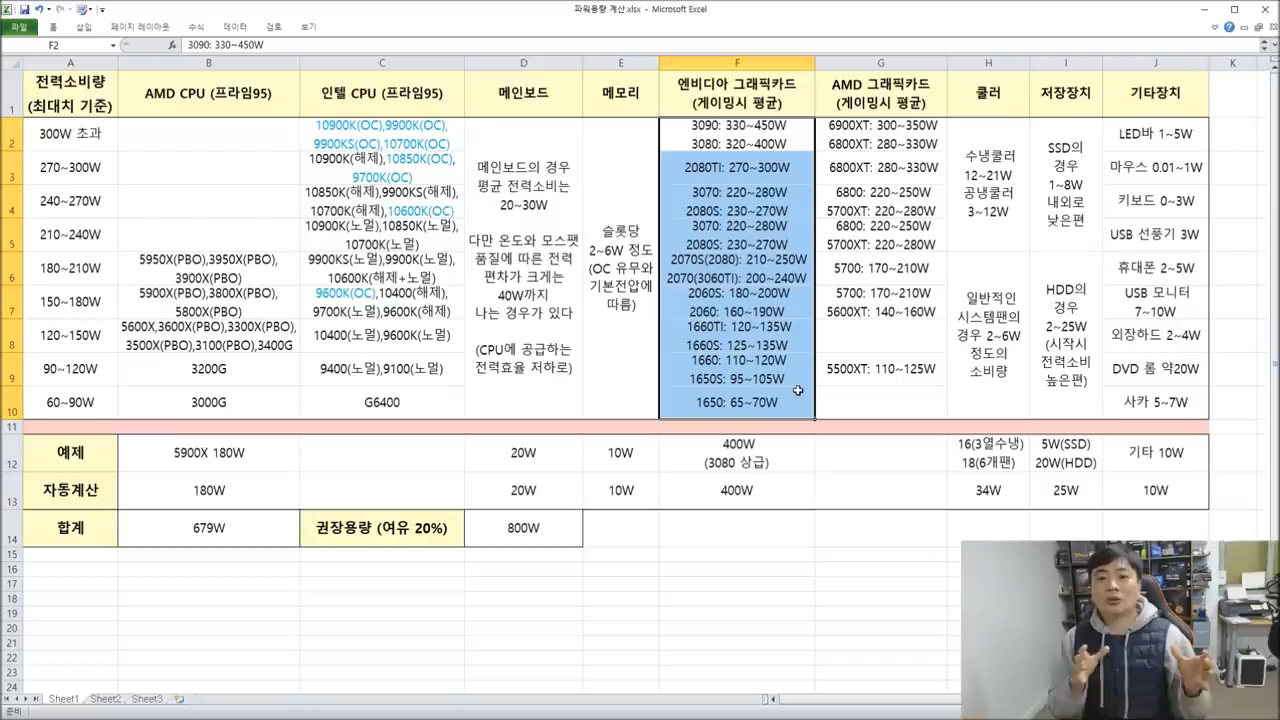 파워용량 계산.xlsx - Microsoft Excel
파일 홈 삽입 페이지 레이아웃 수식 데이터 검토 보기
F2 fx 3090: 330~450W
A B C D E F G H I J K
1 전력소비량 (최대치 기준) AMD CPU (프라임95) 인텔 CPU (프라임95) 메인보드 메모리 엔비디아 그래픽카드 (게이밍시 평균) AMD 그래픽카드 (게이밍시 평균) 쿨러 저장장치 기타장치
2 300W 초과 10900K(OC),9900K(OC), 9900KS(OC),10700K(OC) 3090: 330~450W 3080: 320~400W 6900XT: 300~350W 6800XT: 280~330W LED바 1~5W
3 270~300W 10900K(해제),10850K(OC), 9700K(OC) 2080TI: 270~300W 6800XT: 280~330W 마우스 0.01~1W
4 240~270W 10850K(해제),9900KS(해제), 10700K(해제),10600K(OC) 3070: 220~280W 2080S: 230~270W 6800: 220~250W 5700XT: 220~280W 키보드 0~3W
5 210~240W 10900K(노멀),10850K(노멀), 10700K(노멀) 3070: 220~280W 2080S: 230~270W 6800: 220~250W 5700XT: 220~280W USB 선풍기 3W
6 180~210W 5950X(PBO),3950X(PBO), 3900X(PBO) 9900KS(노멀),9900K(노멀), 10600K(해제+노멀) 2070S(2080): 210~250W 2070(3060TI): 200~240W 5700: 170~210W 휴대폰 2~5W
7 150~180W 5900X(PBO),3800X(PBO), 5800X(PBO) 9600K(OC),10400(해제), 9700K(노멀),9600K(해제) 2060S: 180~200W 2060: 160~190W 5700: 170~210W 5600XT: 140~160W USB 모니터 7~10W
8 120~150W 5600X,3600X(PBO),3300X(PBO), 3500X(PBO),3100(PBO),3400G 10400(노멀),9600K(노멀) 1660TI: 120~135W 1660S: 125~135W 외장하드 2~4W
9 90~120W 3200G 9400(노멀),9100(노멀) 1660: 110~120W 1650S: 95~105W 5500XT: 110~125W DVD 롬 약20W
10 60~90W 3000G G6400 1650: 65~70W 사카 5~7W
메인보드의 경우
평균 전력소비는
20~30W
다만 온도와 모스팻
품질에 따른 전력
편차가 크게는
40W까지
나는 경우가 있다
(CPU에 공급하는
전력효율 저하로)
슬롯당
2~6W 정도
(OC 유무와
기본전압에
따름)
수냉쿨러
12~21W
공냉쿨러
3~12W
일반적인
시스템팬의
경우 2~6W
정도의
소비량
SSD의
경우
1~8W
내외로
낮은편
HDD의
경우
2~25W
(시작시
전력소비
높은편)
11
12 예제 5900X 180W 20W 10W 400W (3080 상급) 16(3열수냉) 18(6개팬) 5W(SSD) 20W(HDD) 기타 10W
13 자동계산 180W 20W 10W 400W 34W 25W 10W
14 합계 679W 권장용량 (여유 20%) 800W
15
16
17
18
19
20
21
22
23
24
Sheet1 Sheet2 Sheet3
준비